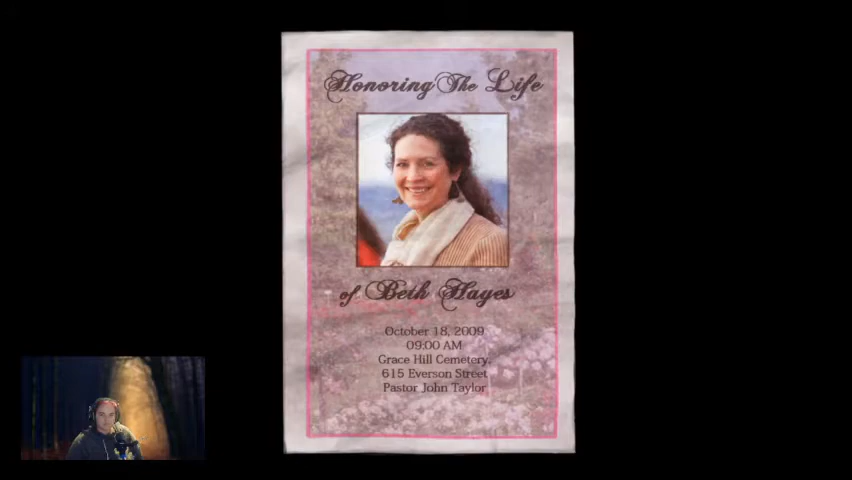 Honoring The Life
of Beth Hayes
October 18, 2009
09:00 AM
Grace Hill Cemetery,
615 Everson Street
Pastor John Taylor